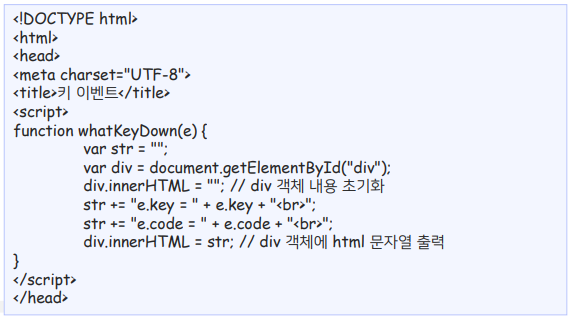 <!DOCTYPE html>
<html>
<head>
<meta charset="UTF-8">
<title>키 이벤트</title>
<script>
function whatKeyDown(e) {
var str = "";
var div = document.getElementById("div");
div.innerHTML = ""; // div 객체 내용 초기화
str += "e.key = " + e.key + "<br>";
str += "e.code = " + e.code + "<br>";
div.innerHTML = str; // div 객체에 html 문자열 출력
}
</script>
</head>